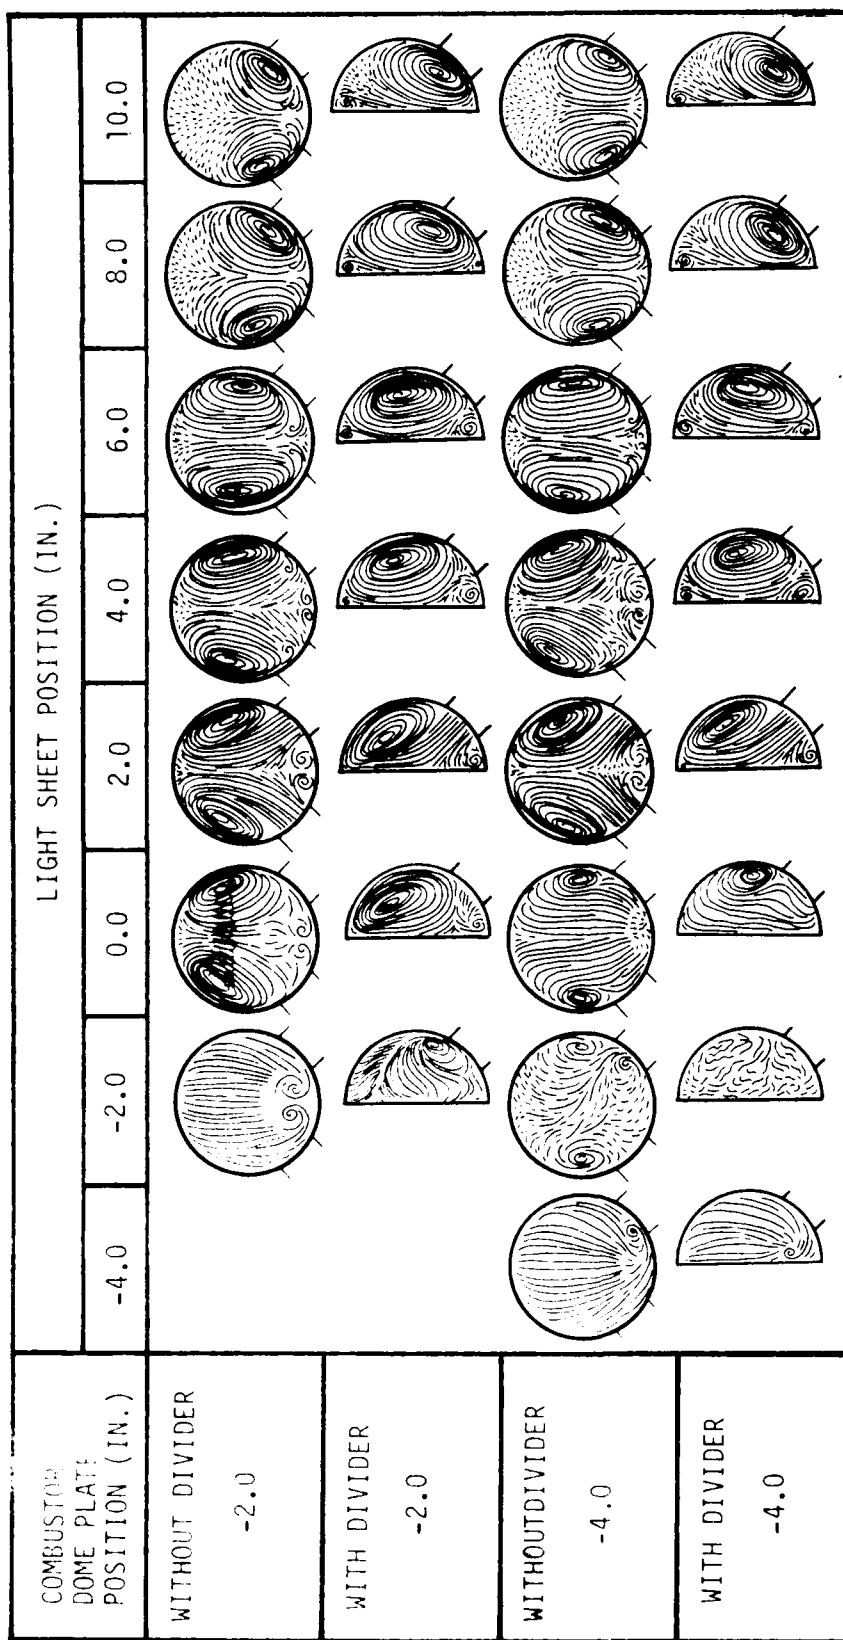 LIGHT SHEET POSITION (IN.)
COMBUSTOR
DOME PLATE
POSITION (IN.)
-4.0
-2.0
0.0
2.0
4.0
6.0
8.0
10.0
WITHOUT DIVIDER
-2.0
WITH DIVIDER
-2.0
WITHOUTDIVIDER
-4.0
WITH DIVIDER
-4.0